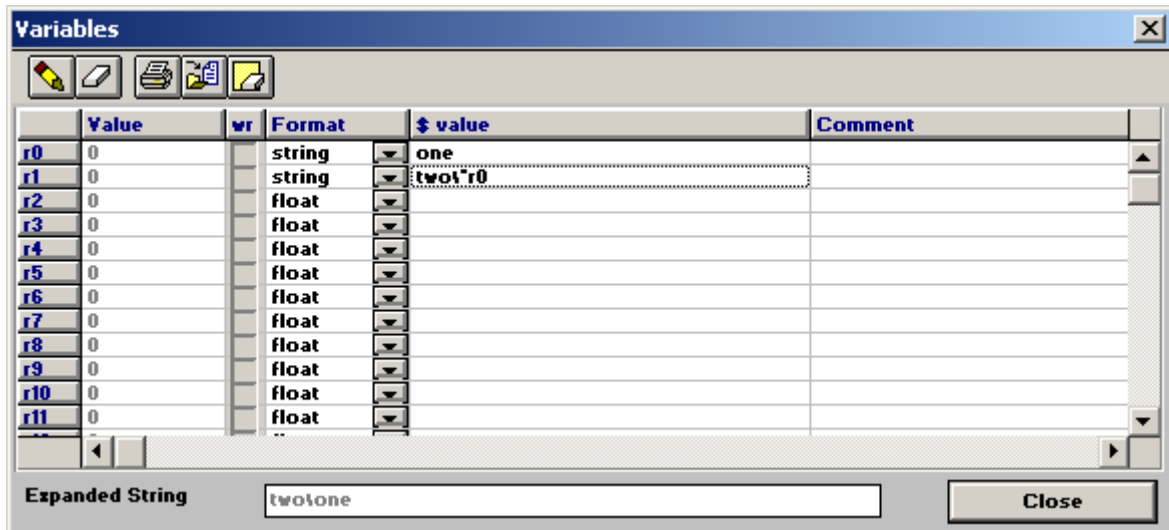 Variables
Value wr Format $ value Comment
r0 0 string one
r1 0 string two\"r0
r2 0 float
r3 0 float
r4 0 float
r5 0 float
r6 0 float
r7 0 float
r8 0 float
r9 0 float
r10 0 float
r11 0 float
Expanded String two\one Close